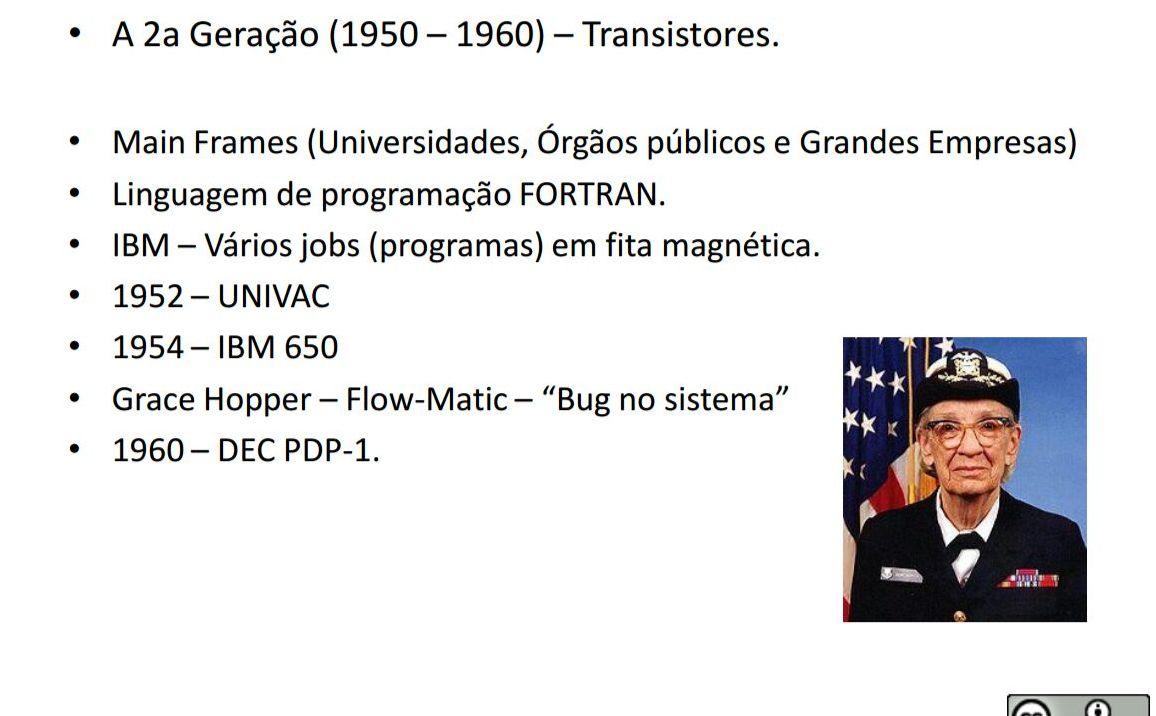 • A 2a Geração (1950 – 1960) – Transistores.
• Main Frames (Universidades, Órgãos públicos e Grandes Empresas)
• Linguagem de programação FORTRAN.
• IBM – Vários jobs (programas) em fita magnética.
• 1952 – UNIVAC
• 1954 – IBM 650
• Grace Hopper – Flow-Matic – “Bug no sistema”
• 1960 – DEC PDP-1.